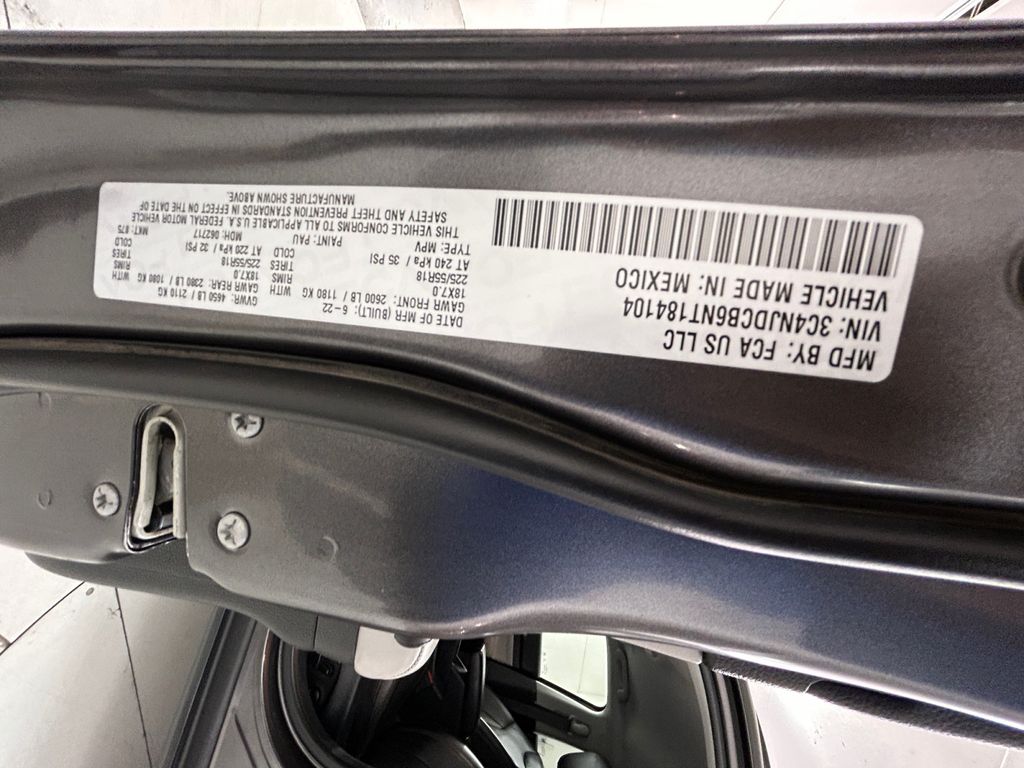 MFD BY: FCA US LLC
VIN: 3C4NJDCB6NT184104
VEHICLE MADE IN: MEXICO
DATE OF MFR (BUILT): 6-22
GVWR: 4650 LB / 2110 KG
GAWR FRONT: 2600 LB / 1180 KG WITH
GAWR REAR: 2380 LB / 1080 KG WITH
18X7.0 RIMS
18X7.0 RIMS
225/55R18 TIRES
225/55R18 TIRES
AT 240 kPa / 35 PSI COLD
AT 220 kPa / 32 PSI COLD
TYPE: MPV PAINT: PAU MDH: 062717 MKT: 875
THIS VEHICLE CONFORMS TO ALL APPLICABLE U.S.A. FEDERAL MOTOR VEHICLE
SAFETY AND THEFT PREVENTION STANDARDS IN EFFECT ON THE DATE OF
MANUFACTURE SHOWN ABOVE.